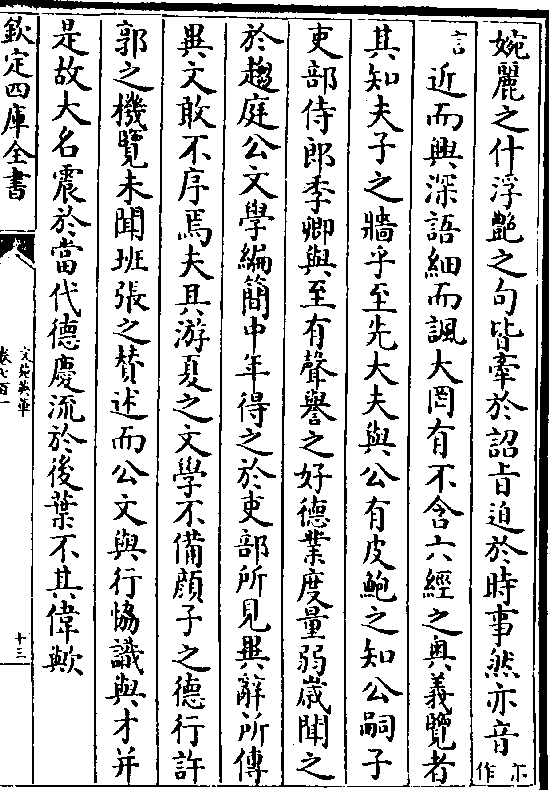 婉麗之什浮艶之句皆牽於詔旨迫於時事然亦音一作
言近而興深語細而諷大罔有不含六經之奥義覽者
其知夫子之牆乎至先大夫與公有皮鮑之知公嗣子
吏部侍郎季卿與至有聲譽之好德業度量弱嵗聞之
於趨庭公文學編簡中年得之於吏部所見異辭所傳
異文敢不序焉夫具游夏之文學不備顔子之德行許
郭之機覽未聞班張之賛述而公文與行恊識與才并
是故大名震於當代德慶流於後葉不其偉歟
欽定四庫全書
文苑英華
卷七百一
十三